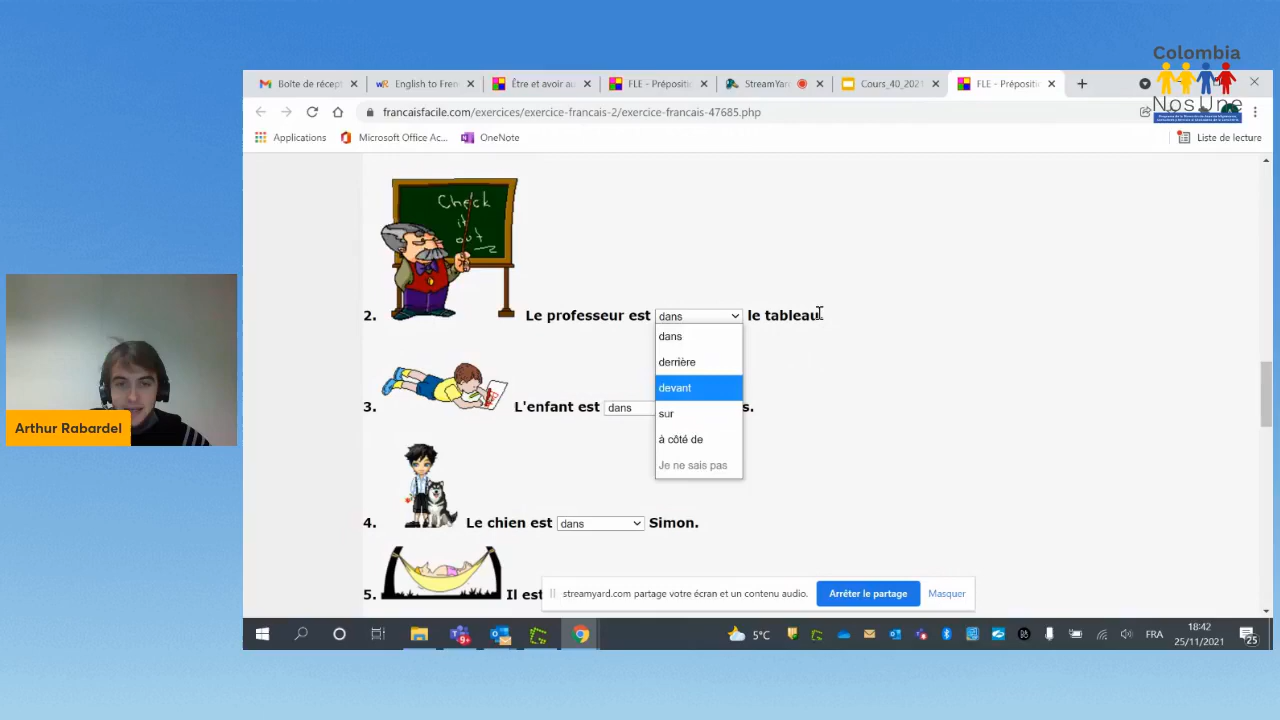 Colombia
NosUne
Boîte de récept
English to Fren
Être et avoir au
FLE - Prépositio
StreamYar
Cours_40_2021
FLE - Prépositi
francaisfacile.com/exercices/exercice-francais-2/exercice-francais-47685.php
Applications
Microsoft Office Ac...
OneNote
Liste de lecture
Check
it
out
2. Le professeur est dans le tableau.
dans
derrière
devant
sur
à côté de
Je ne sais pas
3. L'enfant est dans s.
4. Le chien est dans Simon.
5. Il est
streamyard.com partage votre écran et un contenu audio.
Arrêter le partage
Masquer
Arthur Rabardel
5°C
FRA
18:42
25/11/2021
25